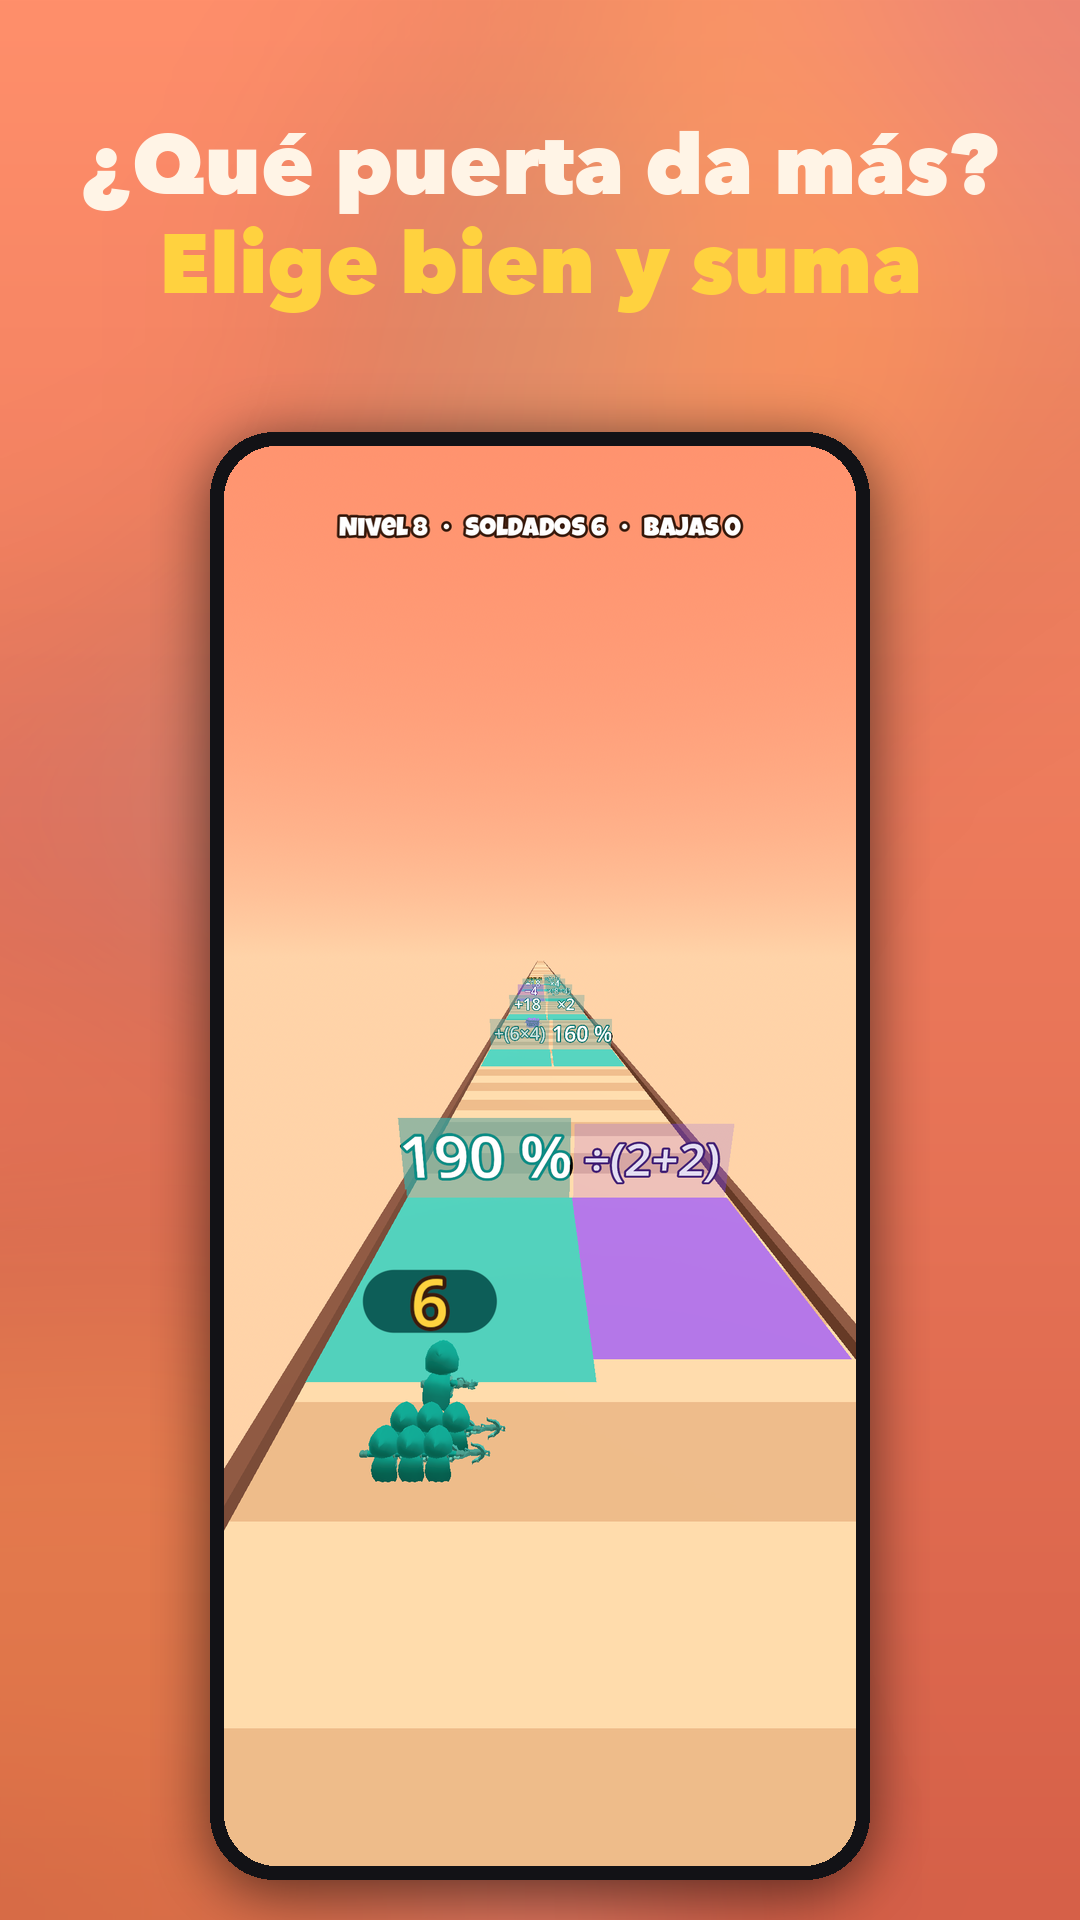 ¿Qué puerta da más?
Elige bien y suma
NIVEL 8 • SOLDADOS 6 • BAJAS 0
-4
+18 ×2
+(6×4) 160 %
190 % ÷(2+2)
6